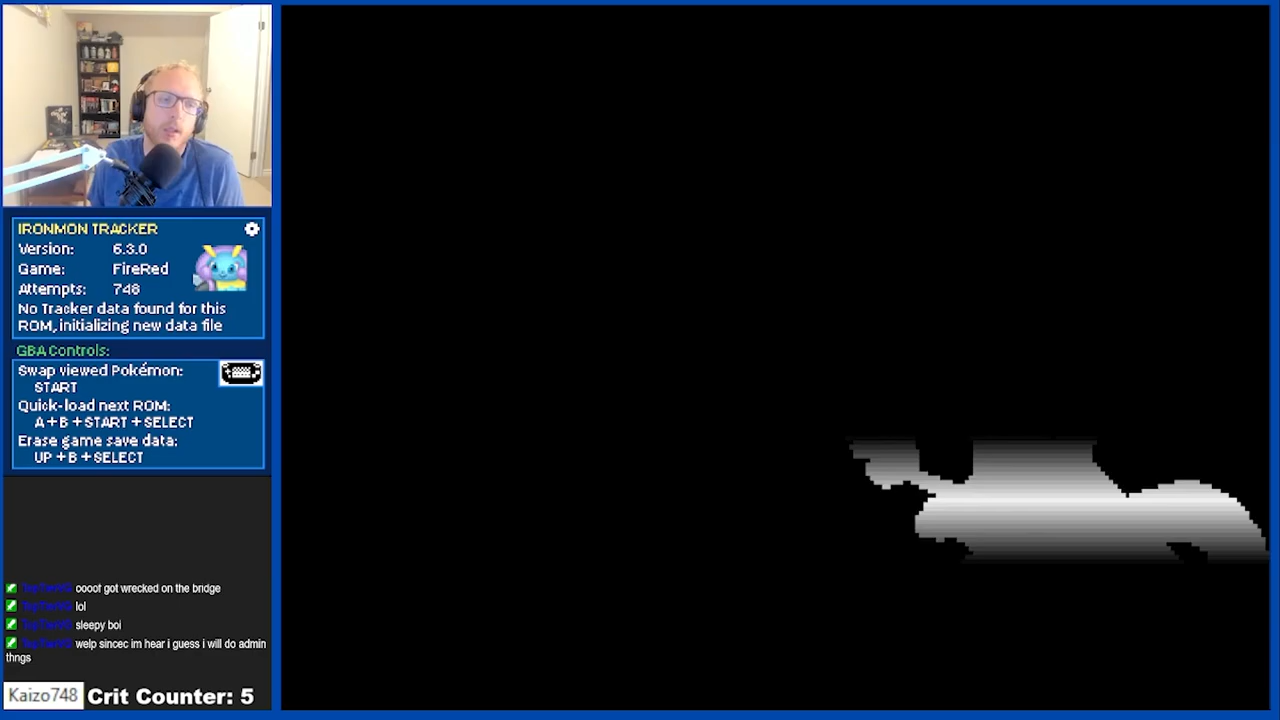 IRONMON TRACKER
Version: 6.3.0
Game: FireRed
Attempts: 748
No Tracker data found for this
ROM, initializing new data file
GBA Controls:
Swap viewed Pokémon:
START
Quick-load next ROM:
A + B + START + SELECT
Erase game save data:
UP + B + SELECT
oooof got wrecked on the bridge
lol
sleepy boi
welp sincec im hear i guess i will do admin
thngs
Kaizo748 Crit Counter: 5